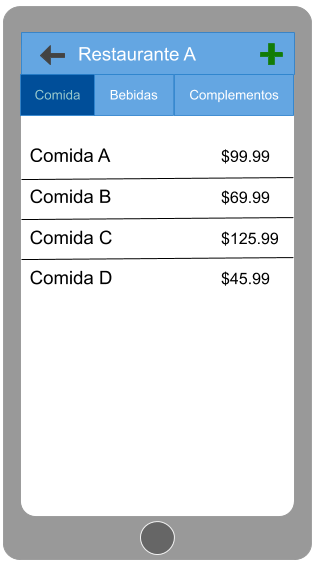 Restaurante A
Comida Bebidas Complementos
Comida A $99.99
Comida B $69.99
Comida C $125.99
Comida D $45.99